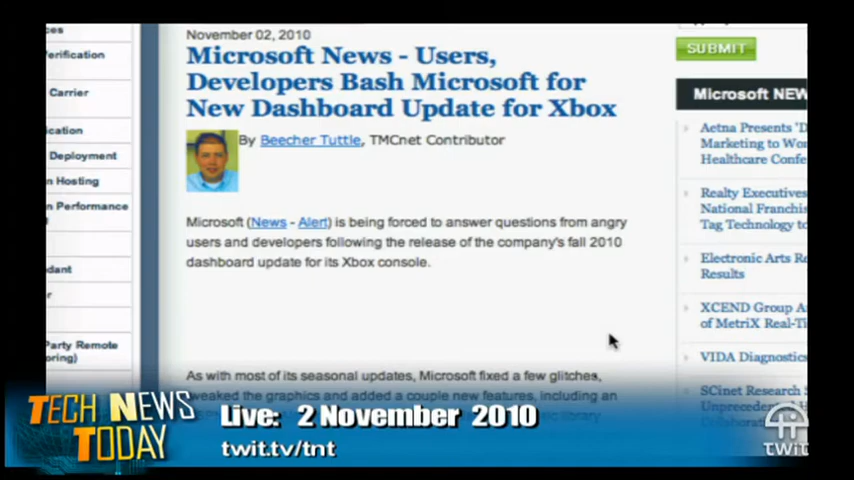 November 02, 2010
Microsoft News - Users,
Developers Bash Microsoft for
New Dashboard Update for Xbox
By Beecher Tuttle, TMCnet Contributor
Microsoft (News - Alert) is being forced to answer questions from angry
users and developers following the release of the company's fall 2010
dashboard update for its Xbox console.
As with most of its seasonal updates, Microsoft fixed a few glitches,
tweaked the graphics and added a couple new features, including an
library
erification
Carrier
ication
Deployment
n Hosting
n Performance
dant
r
Party Remote
oring)
SUBMIT
Microsoft NEW
Aetna Presents 'D
Marketing to Wo
Healthcare Confe
Realty Executives
National Franchis
Tag Technology to
Electronic Arts Re
Results
XCEND Group A
of MetriX Real-Ti
VIDA Diagnostics
SCinet Research
Unprecedented
TECH NEWS
TODAY
Live: 2 November 2010
twit.tv/tnt
TWiT